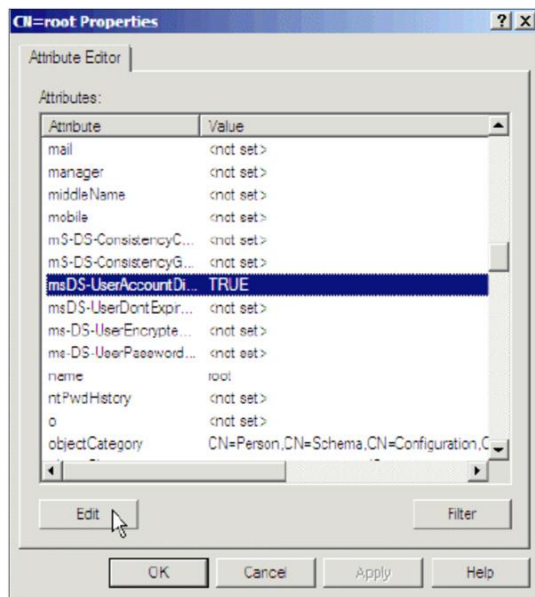 CN=root Properties
Attribute Editor
Attributes:
Attribute Value
mail <not set>
manager <not set>
middleName <not set>
mobile <not set>
mS-DS-ConsistencyC... <not set>
mS-DS-ConsistencyG... <not set>
msDS-UserAccountDi... TRUE
msDS-UserDontExpir... <not set>
ms-DS-UserEncrypte... <not set>
ms-DS-UserPassword... <not set>
name root
ntPwdHistory <not set>
o <not set>
objectCategory CN=Person,CN=Schema,CN=Configuration,C
Edit Filter
OK Cancel Apply Help